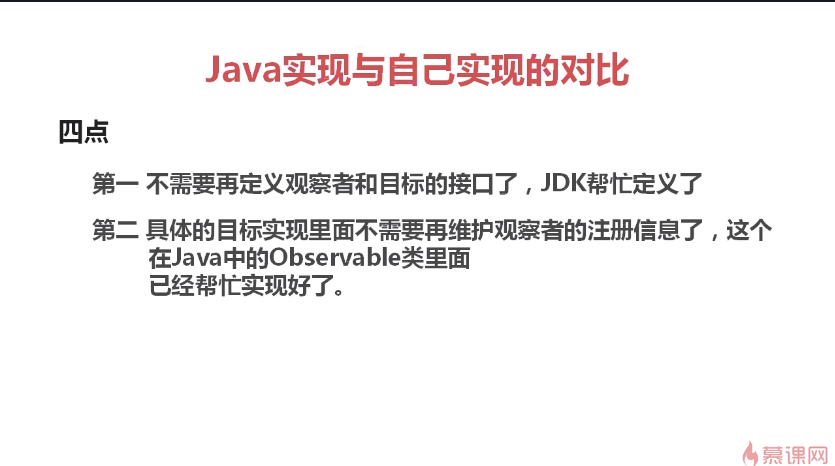 Java实现与自己实现的对比
四点
第一 不需要再定义观察者和目标的接口了，JDK帮忙定义了
第二 具体的目标实现里面不需要再维护观察者的注册信息了，这个
在Java中的Observable类里面
已经帮忙实现好了。
慕课网